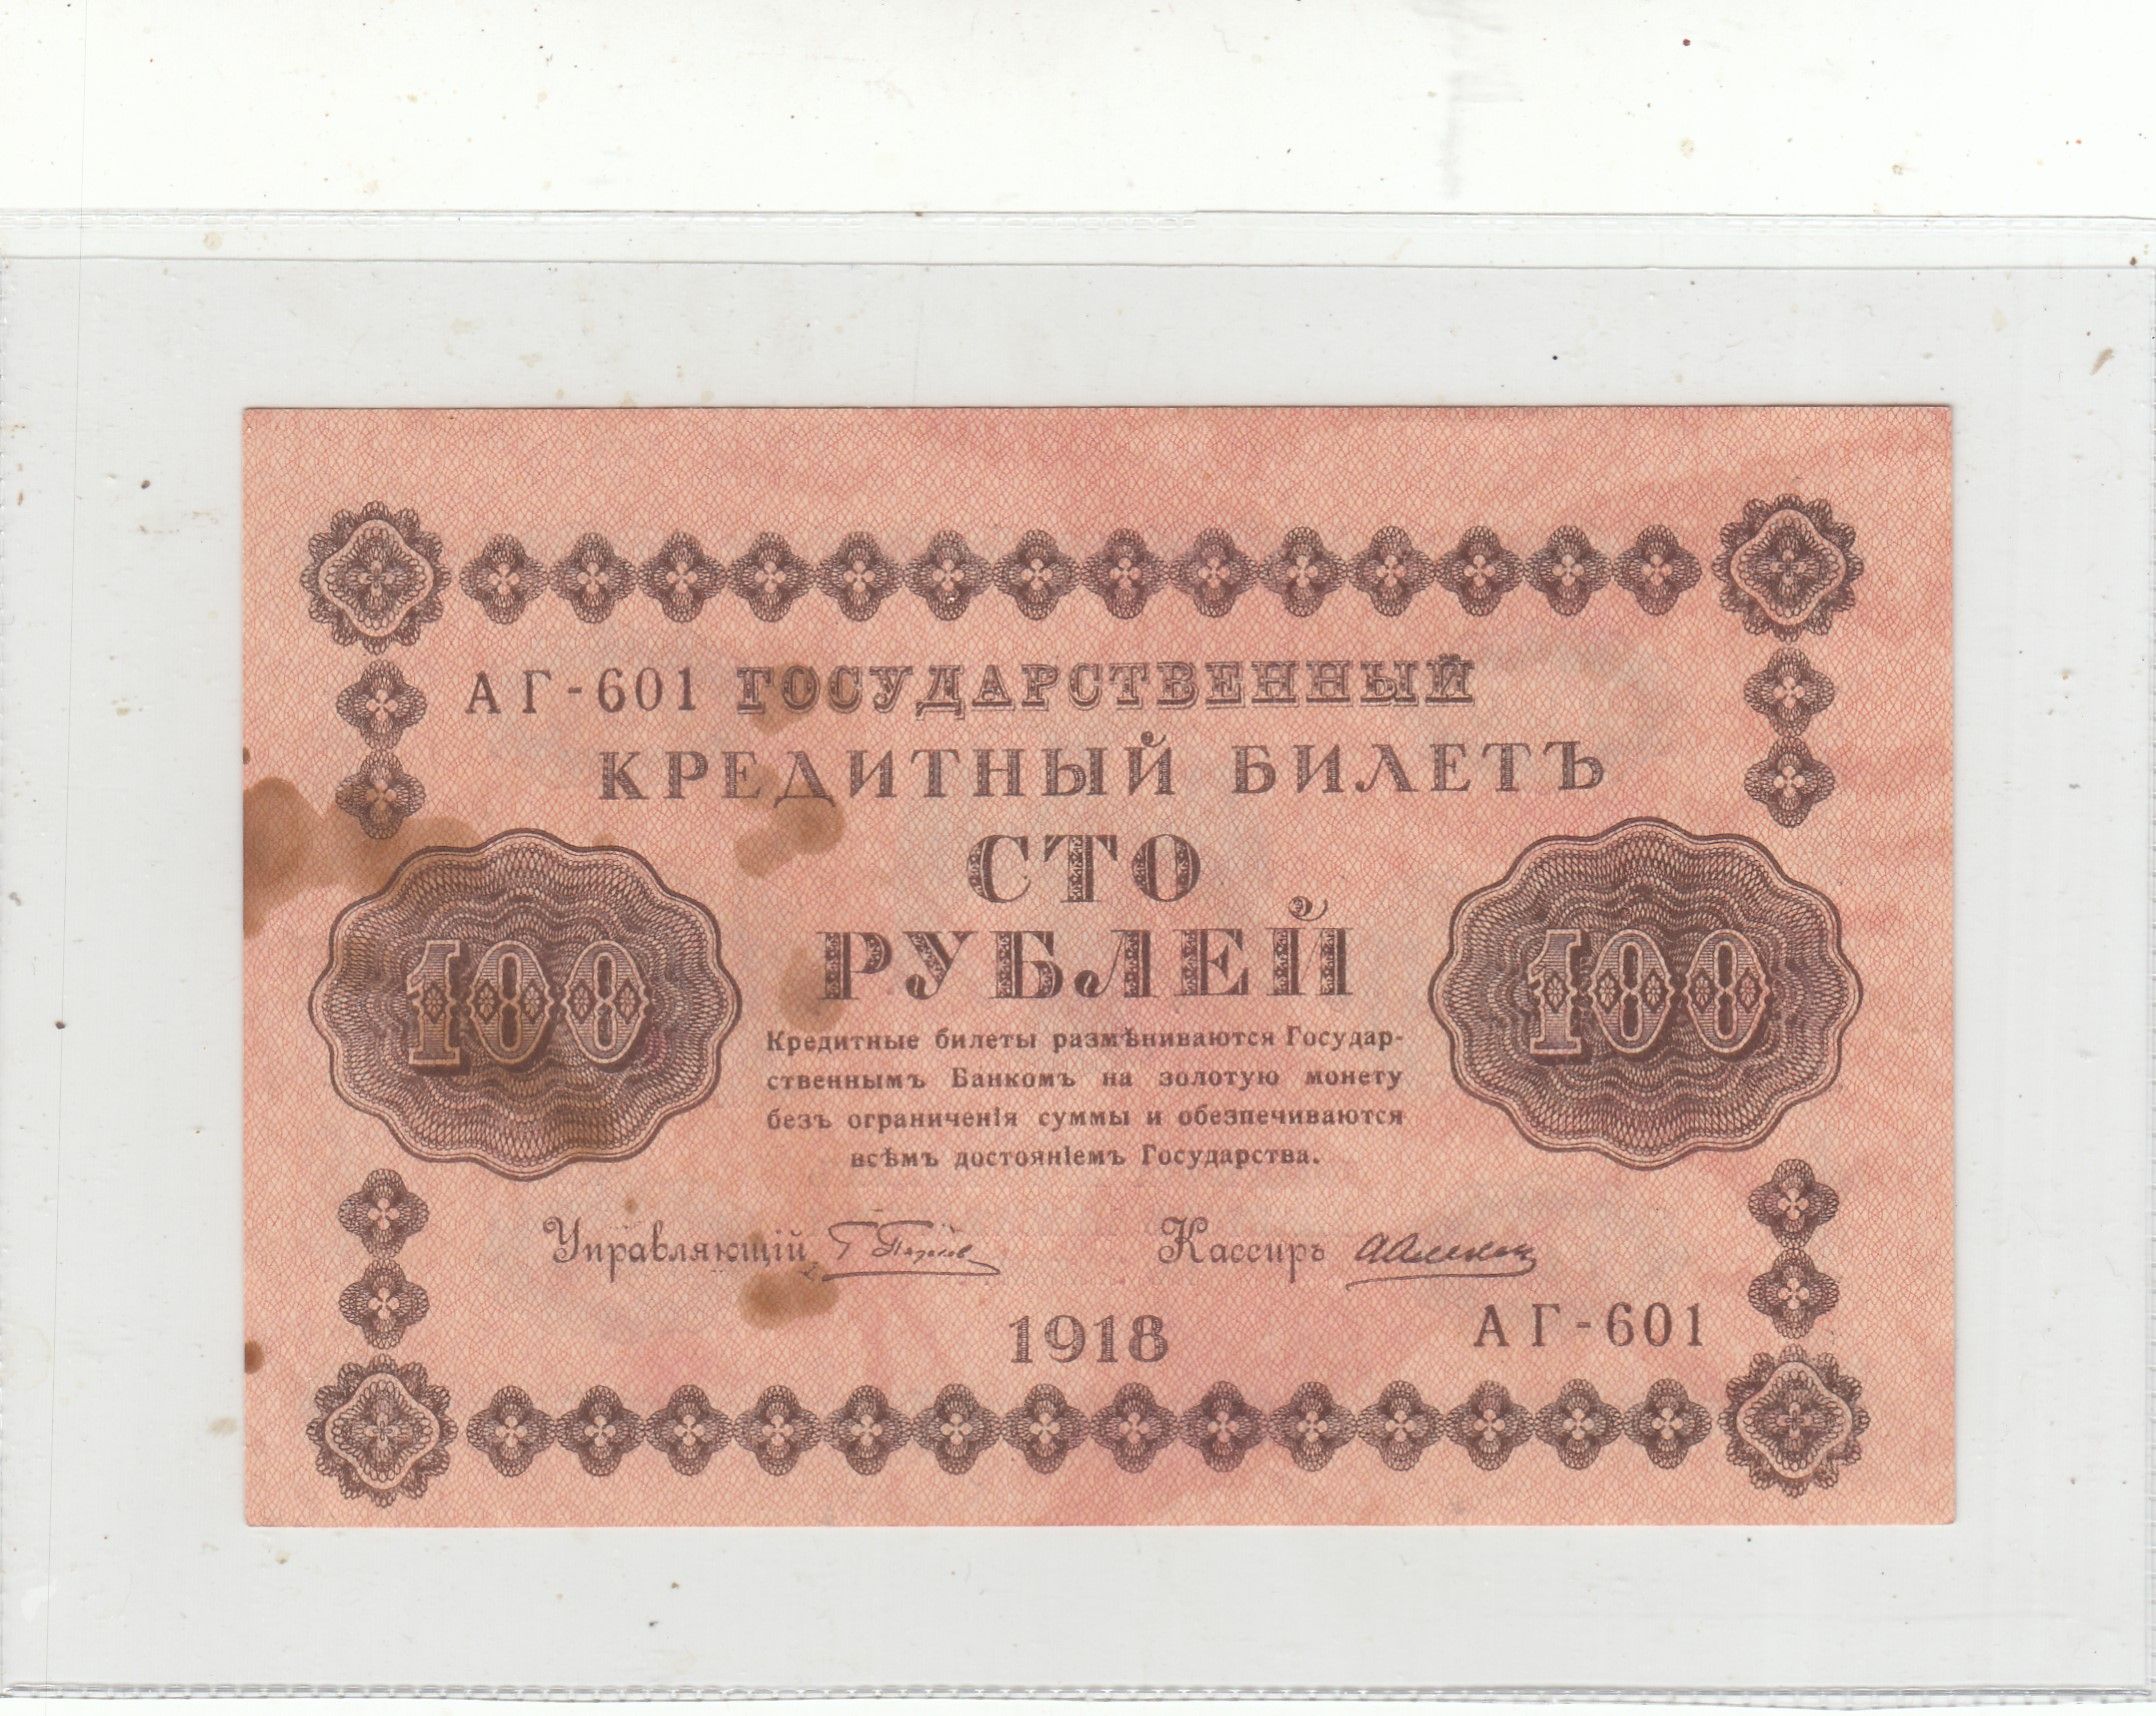 АГ-601 ГОСУДАРСТВЕННЫЙ
КРЕДИТНЫЙ БИЛЕТЪ
СТО
РУБЛЕЙ
100
100
Кредитные билеты размѣниваются Государ-
ственнымъ Банкомъ на золотую монету
безъ ограниченія суммы и обезпечиваются
всѣмъ достояніемъ Государства.
Управляющій Кассиръ
1918 АГ-601